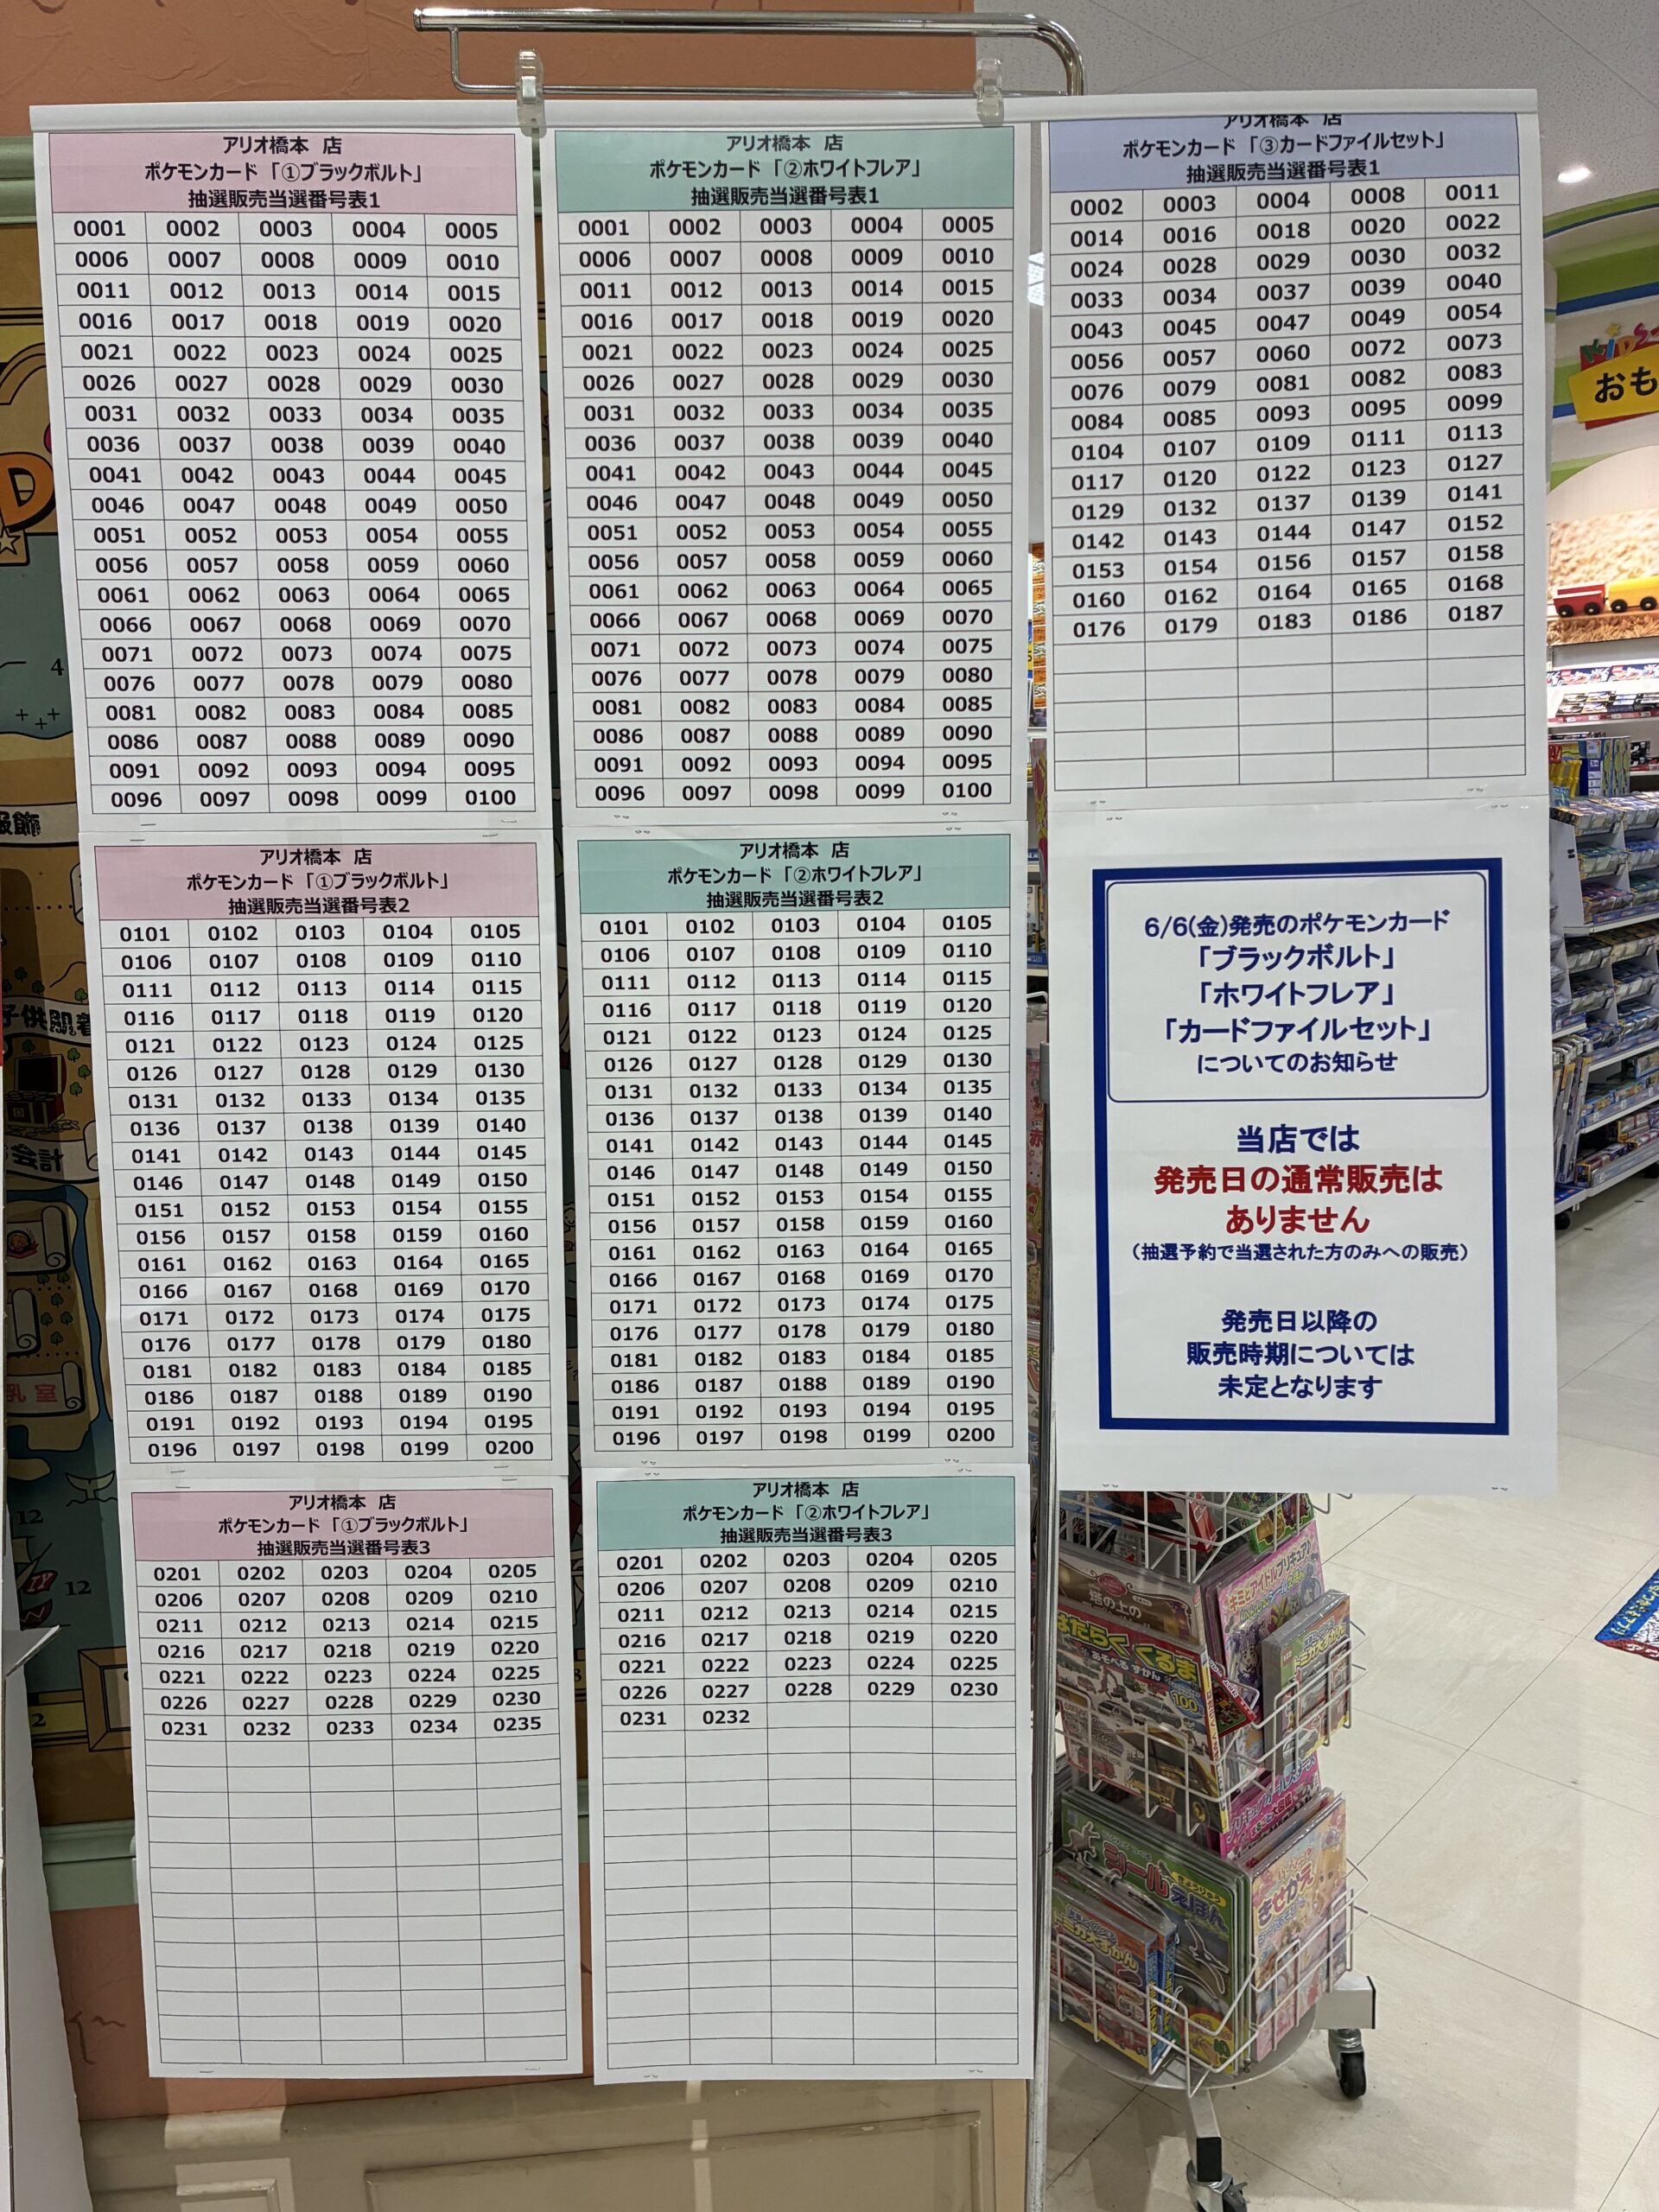 アリオ橋本 店
ポケモンカード「①ブラックボルト」
抽選販売当選番号表1
0001 0002 0003 0004 0005
0006 0007 0008 0009 0010
0011 0012 0013 0014 0015
0016 0017 0018 0019 0020
0021 0022 0023 0024 0025
0026 0027 0028 0029 0030
0031 0032 0033 0034 0035
0036 0037 0038 0039 0040
0041 0042 0043 0044 0045
0046 0047 0048 0049 0050
0051 0052 0053 0054 0055
0056 0057 0058 0059 0060
0061 0062 0063 0064 0065
0066 0067 0068 0069 0070
0071 0072 0073 0074 0075
0076 0077 0078 0079 0080
0081 0082 0083 0084 0085
0086 0087 0088 0089 0090
0091 0092 0093 0094 0095
0096 0097 0098 0099 0100
アリオ橋本 店
ポケモンカード「①ブラックボルト」
抽選販売当選番号表2
0101 0102 0103 0104 0105
0106 0107 0108 0109 0110
0111 0112 0113 0114 0115
0116 0117 0118 0119 0120
0121 0122 0123 0124 0125
0126 0127 0128 0129 0130
0131 0132 0133 0134 0135
0136 0137 0138 0139 0140
0141 0142 0143 0144 0145
0146 0147 0148 0149 0150
0151 0152 0153 0154 0155
0156 0157 0158 0159 0160
0161 0162 0163 0164 0165
0166 0167 0168 0169 0170
0171 0172 0173 0174 0175
0176 0177 0178 0179 0180
0181 0182 0183 0184 0185
0186 0187 0188 0189 0190
0191 0192 0193 0194 0195
0196 0197 0198 0199 0200
アリオ橋本 店
ポケモンカード「①ブラックボルト」
抽選販売当選番号表3
0201 0202 0203 0204 0205
0206 0207 0208 0209 0210
0211 0212 0213 0214 0215
0216 0217 0218 0219 0220
0221 0222 0223 0224 0225
0226 0227 0228 0229 0230
0231 0232 0233 0234 0235
アリオ橋本 店
ポケモンカード「②ホワイトフレア」
抽選販売当選番号表1
0001 0002 0003 0004 0005
0006 0007 0008 0009 0010
0011 0012 0013 0014 0015
0016 0017 0018 0019 0020
0021 0022 0023 0024 0025
0026 0027 0028 0029 0030
0031 0032 0033 0034 0035
0036 0037 0038 0039 0040
0041 0042 0043 0044 0045
0046 0047 0048 0049 0050
0051 0052 0053 0054 0055
0056 0057 0058 0059 0060
0061 0062 0063 0064 0065
0066 0067 0068 0069 0070
0071 0072 0073 0074 0075
0076 0077 0078 0079 0080
0081 0082 0083 0084 0085
0086 0087 0088 0089 0090
0091 0092 0093 0094 0095
0096 0097 0098 0099 0100
アリオ橋本 店
ポケモンカード「②ホワイトフレア」
抽選販売当選番号表2
0101 0102 0103 0104 0105
0106 0107 0108 0109 0110
0111 0112 0113 0114 0115
0116 0117 0118 0119 0120
0121 0122 0123 0124 0125
0126 0127 0128 0129 0130
0131 0132 0133 0134 0135
0136 0137 0138 0139 0140
0141 0142 0143 0144 0145
0146 0147 0148 0149 0150
0151 0152 0153 0154 0155
0156 0157 0158 0159 0160
0161 0162 0163 0164 0165
0166 0167 0168 0169 0170
0171 0172 0173 0174 0175
0176 0177 0178 0179 0180
0181 0182 0183 0184 0185
0186 0187 0188 0189 0190
0191 0192 0193 0194 0195
0196 0197 0198 0199 0200
アリオ橋本 店
ポケモンカード「②ホワイトフレア」
抽選販売当選番号表3
0201 0202 0203 0204 0205
0206 0207 0208 0209 0210
0211 0212 0213 0214 0215
0216 0217 0218 0219 0220
0221 0222 0223 0224 0225
0226 0227 0228 0229 0230
0231 0232
アリオ橋本 店
ポケモンカード「③カードファイルセット」
抽選販売当選番号表1
0002 0003 0004 0008 0011
0014 0016 0018 0020 0022
0024 0028 0029 0030 0032
0033 0034 0037 0039 0040
0043 0045 0047 0049 0054
0056 0057 0060 0072 0073
0076 0079 0081 0082 0083
0084 0085 0093 0095 0099
0104 0107 0109 0111 0113
0117 0120 0122 0123 0127
0129 0132 0137 0139 0141
0142 0143 0144 0147 0152
0153 0154 0156 0157 0158
0160 0162 0164 0165 0168
0176 0179 0183 0186 0187
6/6(金)発売のポケモンカード
「ブラックボルト」
「ホワイトフレア」
「カードファイルセット」
についてのお知らせ
当店では
発売日の通常販売は
ありません
（抽選予約で当選された方のみへの販売）
発売日以降の
販売時期については
未定となります
おも
会計
塔の上の
はたらくくるま
あそべるずかん
100
キミとアイドルプリキュア♪
シール
えほん
きせかえ
12
12